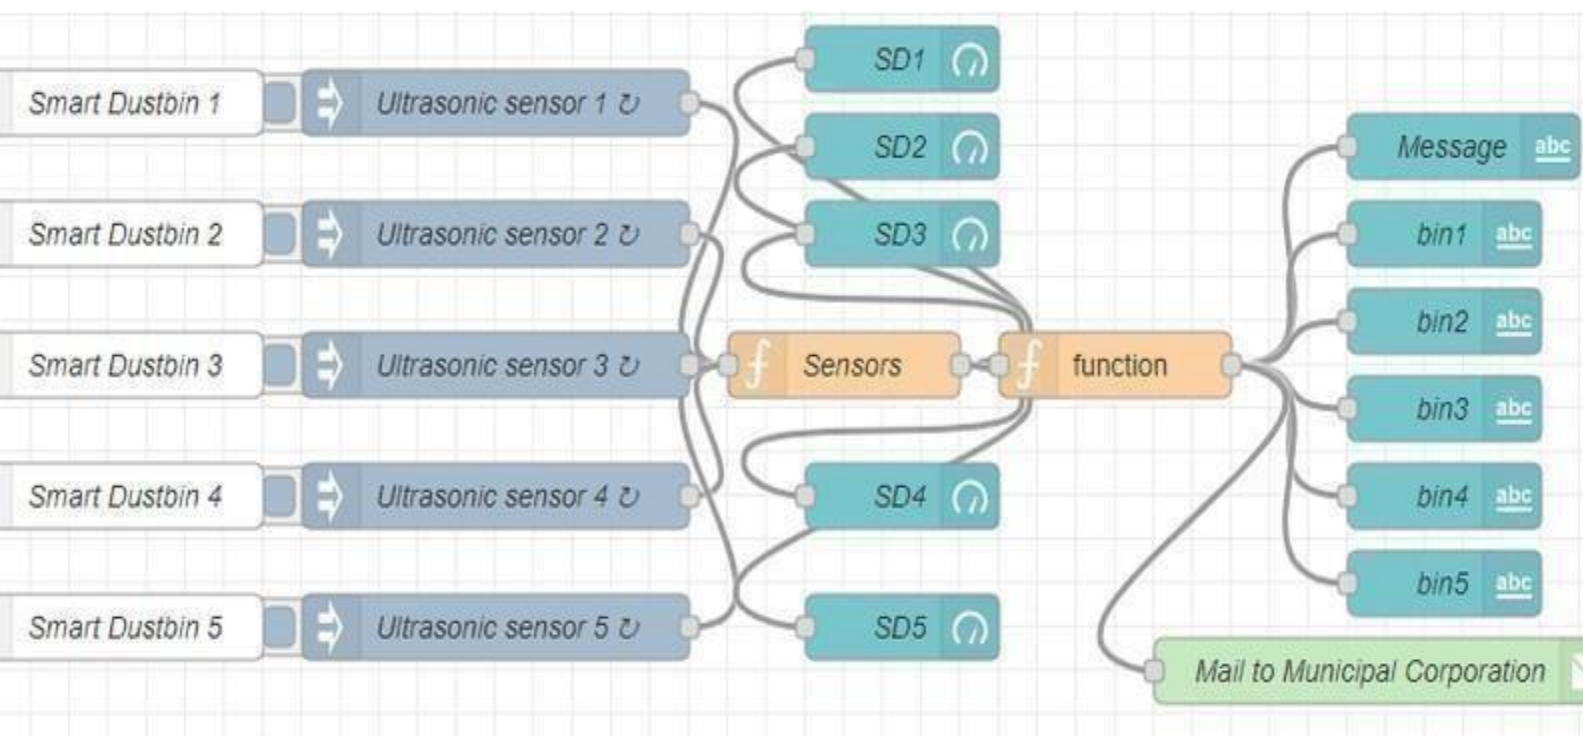 Smart Dustbin 1
Ultrasonic sensor 1 ↻
Smart Dustbin 2
Ultrasonic sensor 2 ↻
Smart Dustbin 3
Ultrasonic sensor 3 ↻
Smart Dustbin 4
Ultrasonic sensor 4 ↻
Smart Dustbin 5
Ultrasonic sensor 5 ↻
SD1
SD2
SD3
f Sensors
SD4
SD5
f function
Message abc
bin1 abc
bin2 abc
bin3 abc
bin4 abc
bin5 abc
Mail to Municipal Corporation